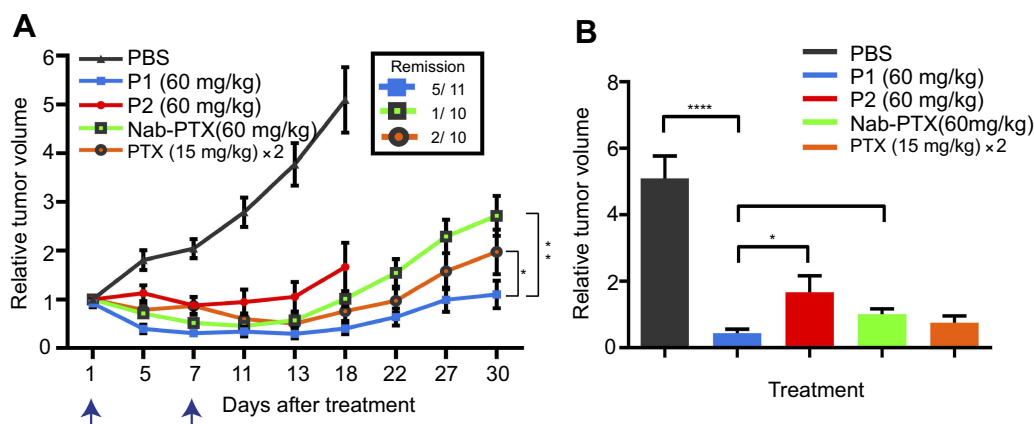 A
Relative tumor volume
6
5
4
3
2
1
0
PBS
P1 (60 mg/kg)
P2 (60 mg/kg)
Nab-PTX(60 mg/kg)
PTX (15 mg/kg) ×2
Remission
5/ 11
1/ 10
2/ 10
*
* *
1 5 7 11 13 18 22 27 30
Days after treatment
B
Relative tumor volume
8
6
4
2
0
PBS
P1 (60 mg/kg)
P2 (60 mg/kg)
Nab-PTX(60mg/kg)
PTX (15 mg/kg) ×2
****
*
Treatment